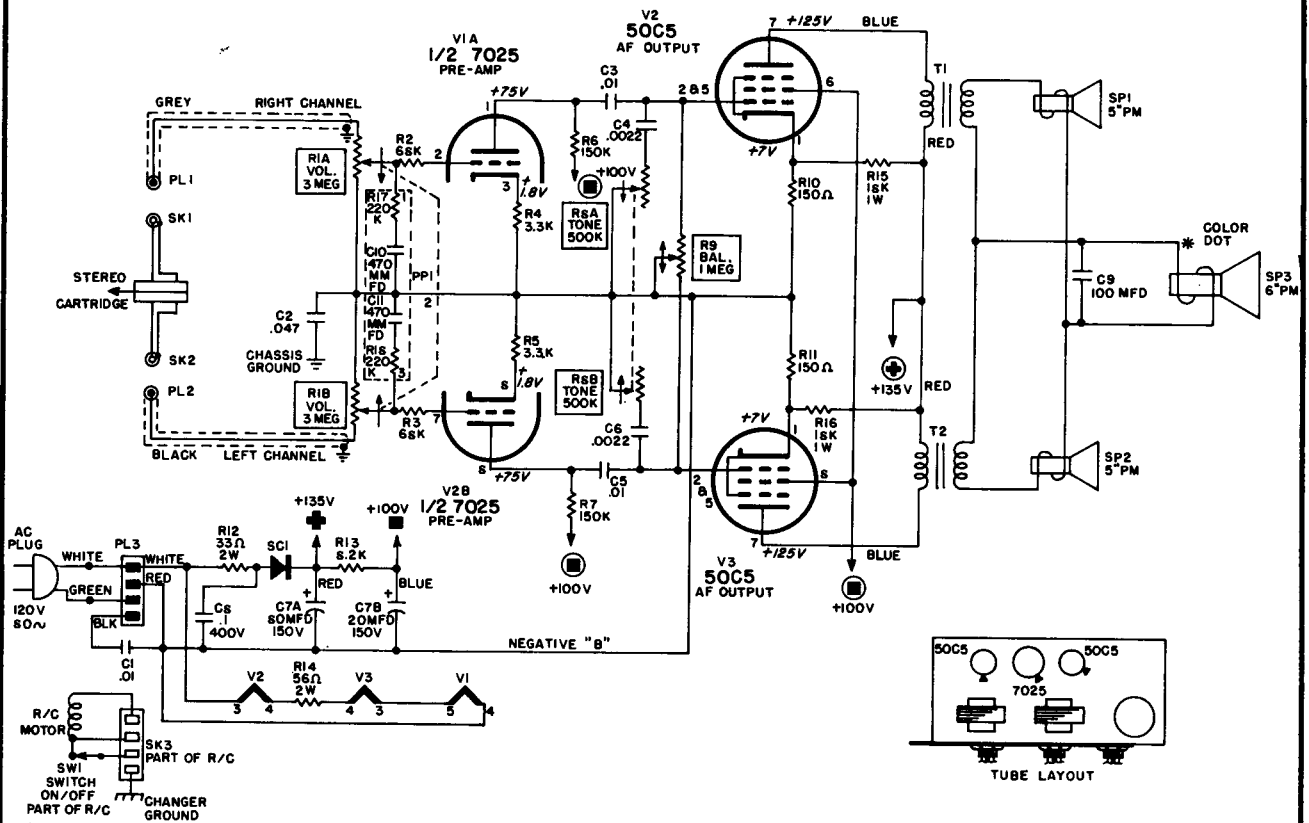 V2
50C5
AF OUTPUT
7 +125V
BLUE
V1A
1/2 7025
PRE-AMP
GREY
RIGHT CHANNEL
+75V
1
C3
.01
2&5
6
T1
SP1
5"PM
R1A
VOL.
3 MEG
R2
68K
2
R6
150K
C4
.0022
+7V
1
RED
PL1
SK1
R17
220
K
1
3
+
1.8V
R4
3.3K
+100V
R8A
TONE
500K
R10
150Ω
R15
18K
1W
STEREO
CARTRIDGE
C10
470
MM
FD
C11
470
MM
FD
PP1
2
R9
BAL.
1 MEG
COLOR
DOT
*
SP3
6"PM
C9
100 MFD
C2
.047
CHASSIS
GROUND
SK2
PL2
R18
220
K
3
R5
3.3K
+
1.8V
8
R11
150Ω
+135V
RED
R1B
VOL.
3 MEG
R3
68K
7
R8B
TONE
500K
C6
.0022
+7V
1
R16
18K
1W
T2
SP2
5"PM
BLACK
LEFT CHANNEL
8
+75V
C5
.01
2
&
5
8
V2B
1/2 7025
PRE-AMP
R7
150K
+100V
7
+125V
BLUE
V3
50C5
AF OUTPUT
+100V
AC
PLUG
WHITE
PL3
WHITE
R12
33Ω
2W
SC1
+135V
R13
8.2K
+100V
GREEN
RED
RED
BLUE
120V
80~
BLK
C8
.1
400V
+
C7A
80MFD
150V
+
C7B
20MFD
150V
NEGATIVE "B"
C1
.01
V2
3 4
R14
56Ω
2W
V3
4 3
V1
5 4
R/C
MOTOR
SK3
PART OF R/C
SW1
SWITCH
ON/OFF
PART OF R/C
CHANGER
GROUND
50C5
7025
50C5
TUBE LAYOUT